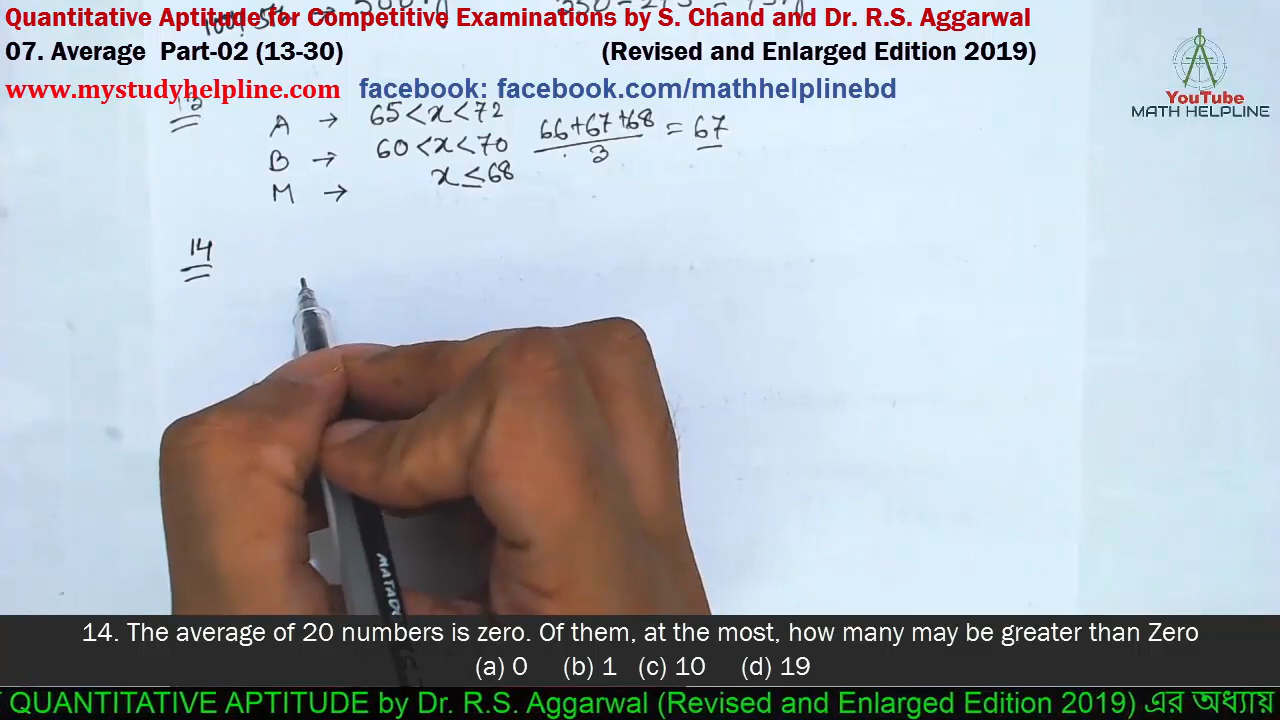 Quantitative Aptitude for Competitive Examinations by S. Chand and Dr. R.S. Aggarwal
07. Average Part-02 (13-30) (Revised and Enlarged Edition 2019)
www.mystudyhelpline.com facebook: facebook.com/mathhelplinebd
YouTube
MATH HELPLINE
A → 65 < x < 72
B → 60 < x < 70
M → x ≤ 68
66+67+68 / 3 = 67
14
MATADO
14. The average of 20 numbers is zero. Of them, at the most, how many may be greater than Zero
(a) 0 (b) 1 (c) 10 (d) 19
QUANTITATIVE APTITUDE by Dr. R.S. Aggarwal (Revised and Enlarged Edition 2019) এর অধ্যায়